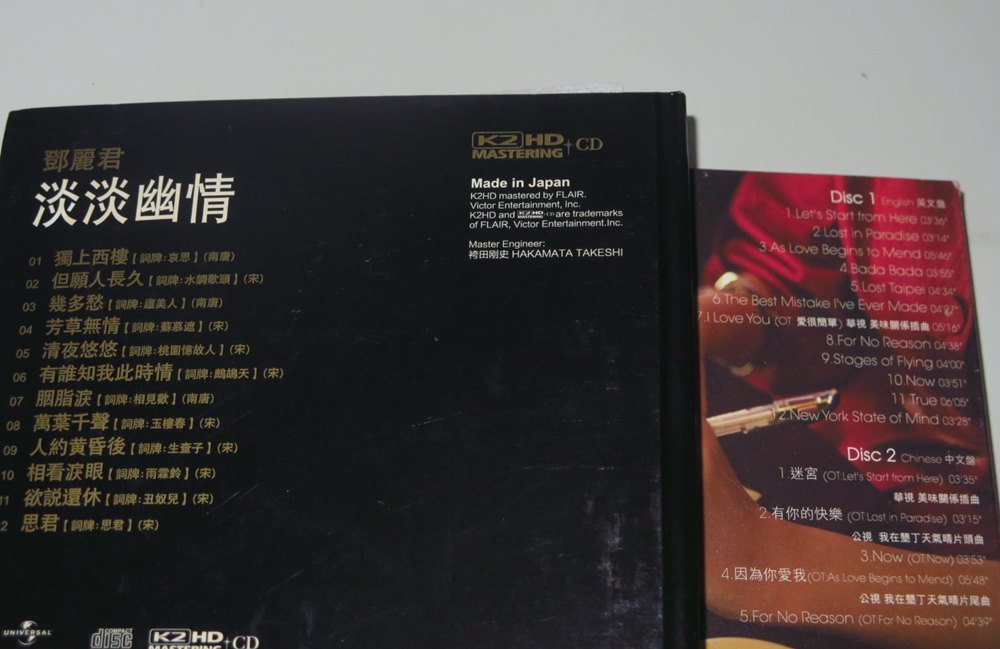 鄧麗君
淡淡幽情
01 獨上西樓【詞牌:哀思】(南唐)
02 但願人長久【詞牌:水調歌頭】(宋)
03 幾多愁【詞牌:虞美人】(南唐)
04 芳草無情【詞牌:蘇慕遮】(宋)
05 清夜悠悠【詞牌:桃園憶故人】(宋)
06 有誰知我此時情【詞牌:鷓鴣天】(宋)
07 胭脂淚【詞牌:相見歡】(南唐)
08 萬葉千聲【詞牌:玉樓春】(宋)
09 人約黃昏後【詞牌:生查子】(宋)
10 相看淚眼【詞牌:雨霖鈴】(宋)
11 欲說還休【詞牌:丑奴兒】(宋)
2 思君【詞牌:思君】(宋)
K2 HD MASTERING + CD
Made in Japan
K2HD mastered by FLAIR.
Victor Entertainment, Inc.
K2HD and K2HD MASTERING CD are trademarks
of FLAIR, Victor Entertainment.Inc.
Master Engineer:
袴田剛史 HAKAMATA TAKESHI
UNIVERSAL
COMPACT disc
K2 HD MASTERING + CD
Disc 1 English 英文盤
1.Let's Start from Here 03'36"
2.Lost in Paradise 03'14"
3.As Love Begins to Mend 05'46"
4.Bada Bada 03'55"
5.Lost Taipei 04'34"
6.The Best Mistake I've Ever Made 04'27"
7.I Love You (OT. 愛很簡單) 華視 美味關係插曲 05'16"
8.For No Reason 04'38"
9.Stages of Flying 04'00"
10.Now 03'51"
11.True 06'05"
12.New York State of Mind 03'28"
Disc 2 Chinese 中文盤
1.迷宮 (OT.Let's Start from Here) 03'35"
華視 美味關係插曲
2.有你的快樂 (OT.Lost in Paradise) 03'15"
公視 我在墾丁天氣晴片頭曲
3.Now (OT.Now) 03'53"
4.因為你愛我(OT.As Love Begins to Mend) 05'48"
公視 我在墾丁天氣晴片尾曲
5.For No Reason (OT.For No Reason) 04'39"